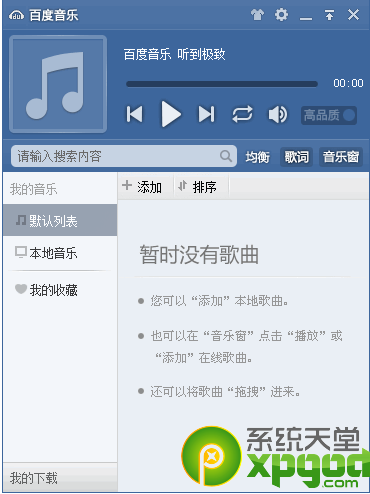 百度音乐
百度音乐 听到极致
00:00
高品质
请输入搜索内容
均衡 歌词 音乐窗
我的音乐
添加 排序
默认列表
本地音乐
我的收藏
暂时没有歌曲
您可以“添加”本地歌曲。
也可以在“音乐窗”点击“播放”或
“添加”在线歌曲。
还可以将歌曲“拖拽”进来。
我的下载
系统天堂
xpgod.com